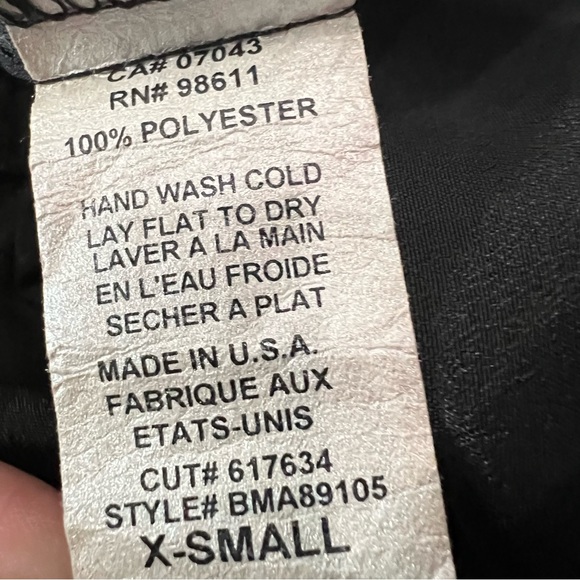 CA# 07043
RN# 98611
100% POLYESTER
HAND WASH COLD
LAY FLAT TO DRY
LAVER A LA MAIN
EN L'EAU FROIDE
SECHER A PLAT
MADE IN U.S.A.
FABRIQUE AUX
ETATS-UNIS
CUT# 617634
STYLE# BMA89105
X-SMALL